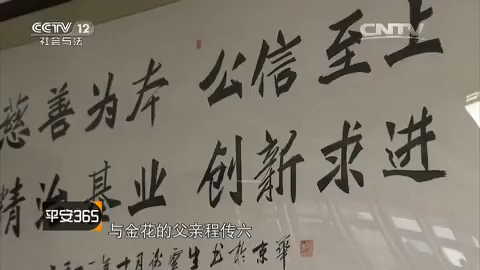 CCTV 12
社会与法
CNTV
慈善为本 公信至上
精治基业 创新求进
平安365
与金花的父亲程传六